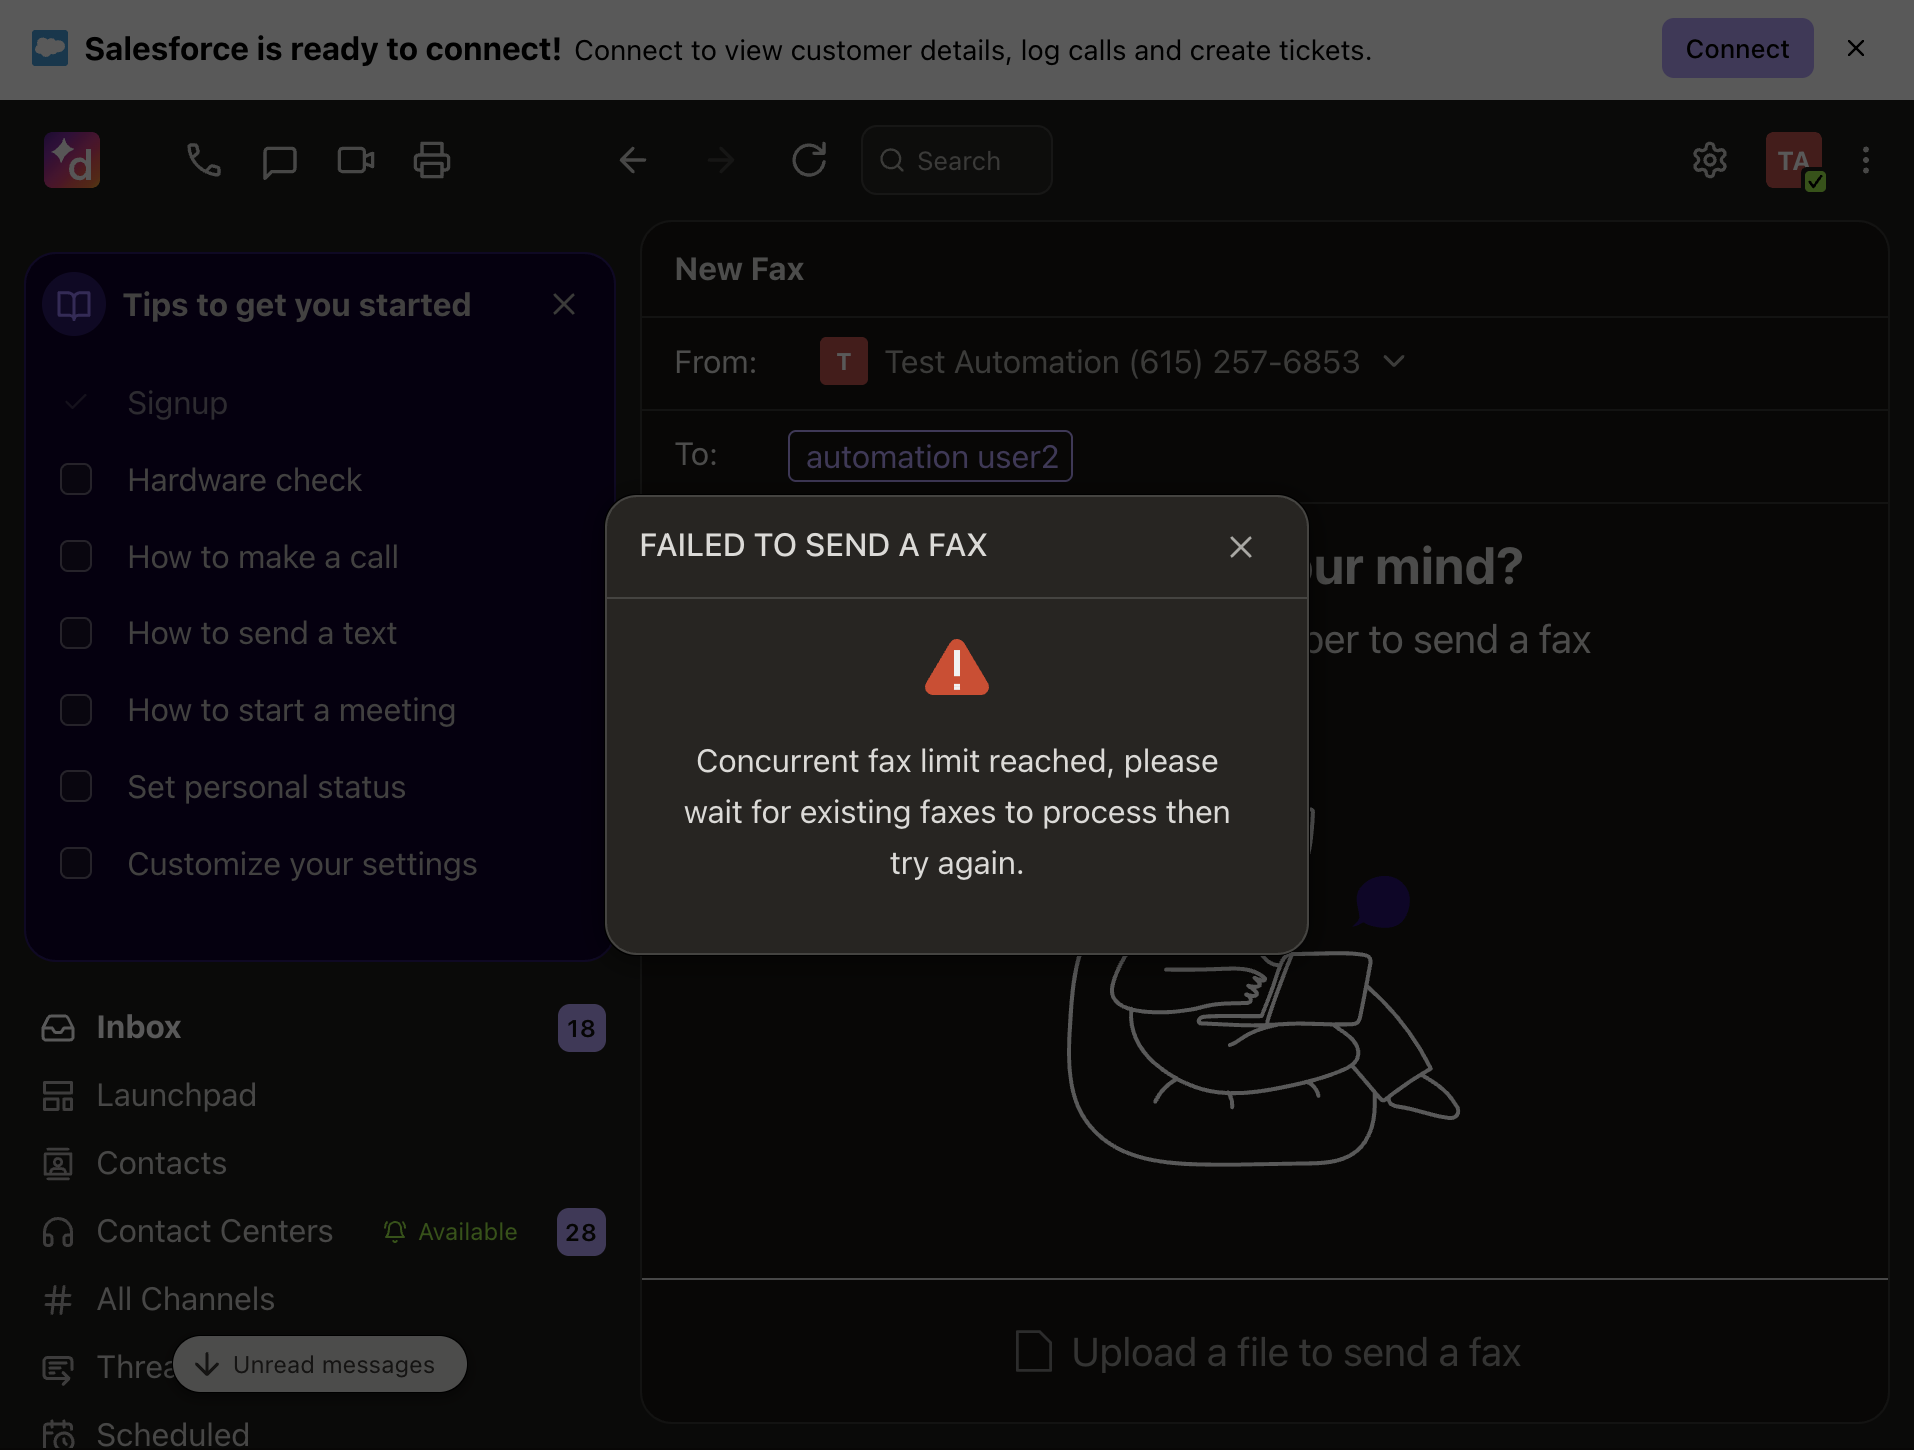 Salesforce is ready to connect! Connect to view customer details, log calls and create tickets.
Connect
d
Search
TA
Tips to get you started
Signup
Hardware check
How to make a call
How to send a text
How to start a meeting
Set personal status
Customize your settings
Inbox 18
Launchpad
Contacts
Contact Centers Available 28
All Channels
Threa
Unread messages
Scheduled
New Fax
From: T Test Automation (615) 257-6853
To: automation user2
ur mind?
to send a fax
FAILED TO SEND A FAX
Concurrent fax limit reached, please
wait for existing faxes to process then
try again.
Upload a file to send a fax